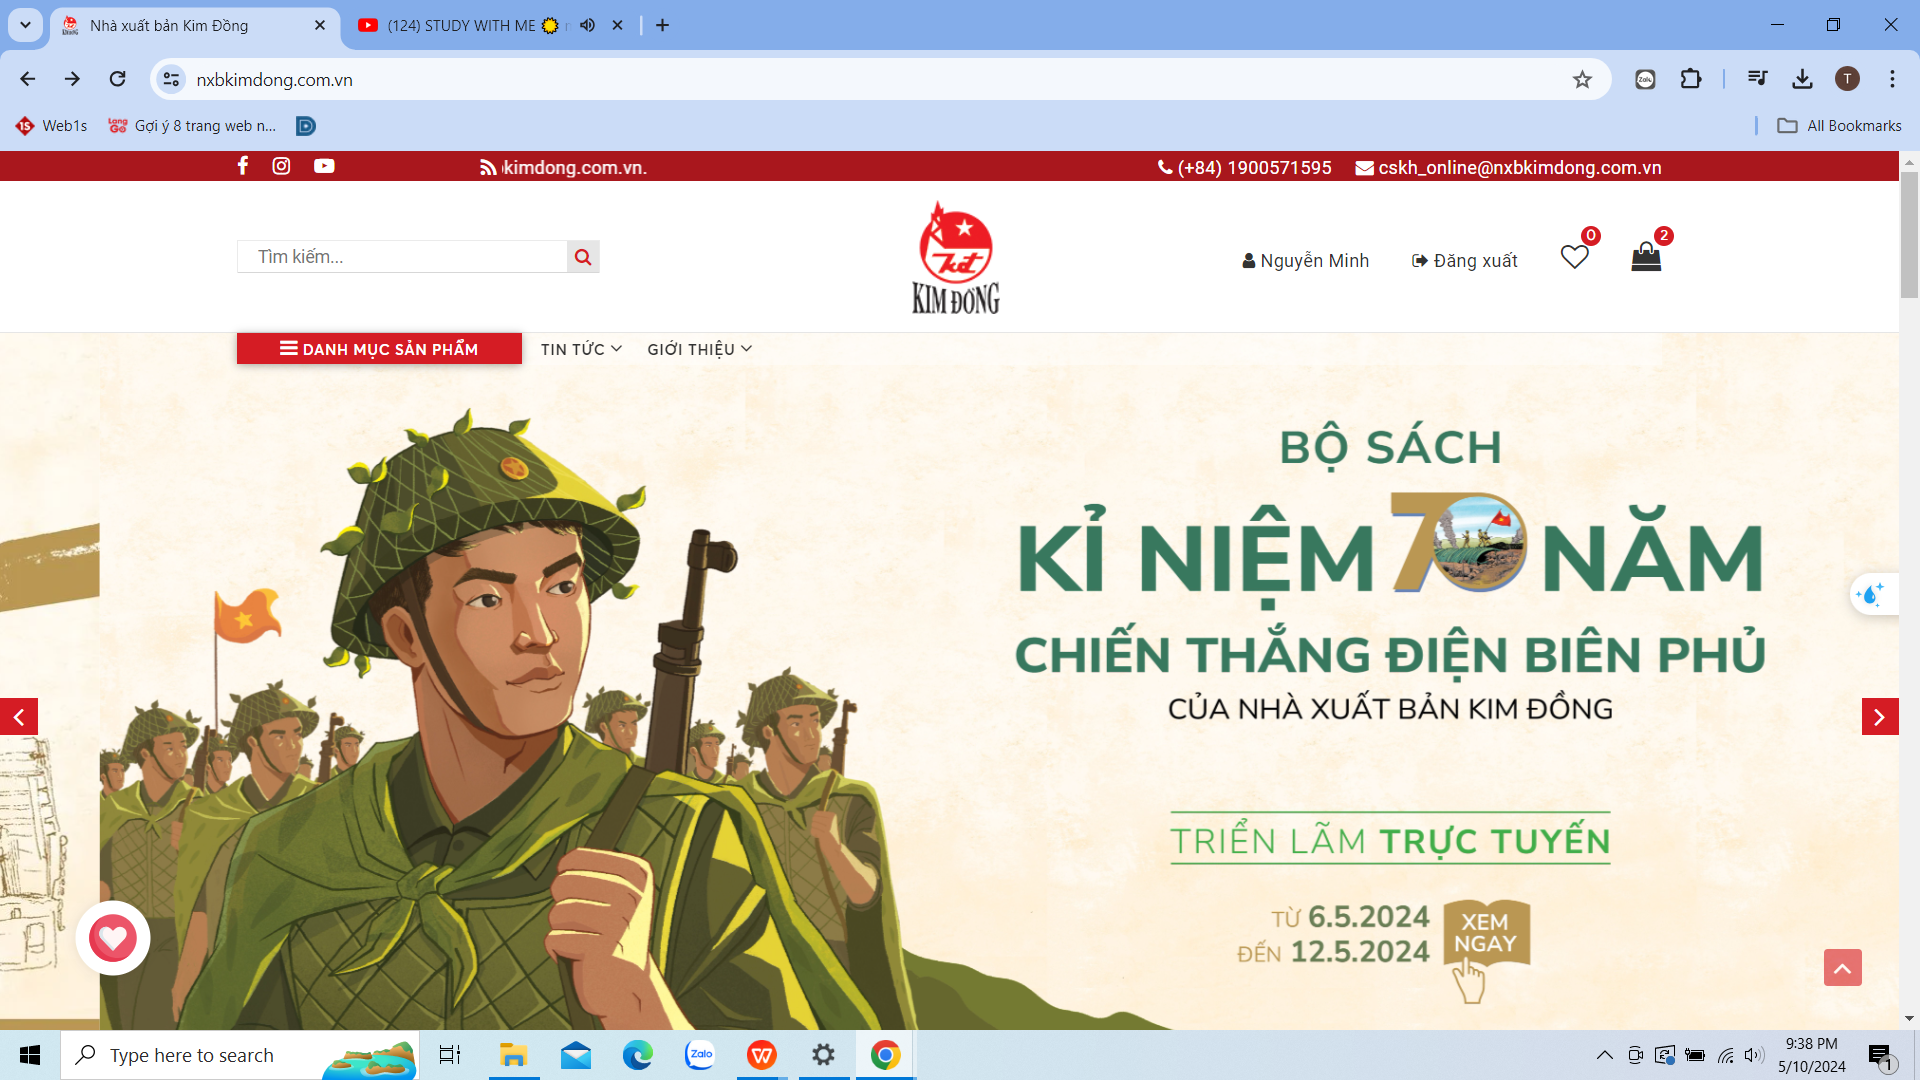 Nhà xuất bản Kim Đồng
(124) STUDY WITH ME
nxbkimdong.com.vn
T
Web1s
Gợi ý 8 trang web n...
All Bookmarks
kimdong.com.vn.
(+84) 1900571595
cskh_online@nxbkimdong.com.vn
Tìm kiếm...
KIM ĐỒNG
Nguyễn Minh
Đăng xuất
0
2
DANH MỤC SẢN PHẨM
TIN TỨC
GIỚI THIỆU
BỘ SÁCH
KỈ NIỆM 70 NĂM
CHIẾN THẮNG ĐIỆN BIÊN PHỦ
CỦA NHÀ XUẤT BẢN KIM ĐỒNG
TRIỂN LÃM TRỰC TUYẾN
TỪ 6.5.2024
ĐẾN 12.5.2024
XEM
NGAY
Type here to search
Zalo
9:38 PM
5/10/2024
1